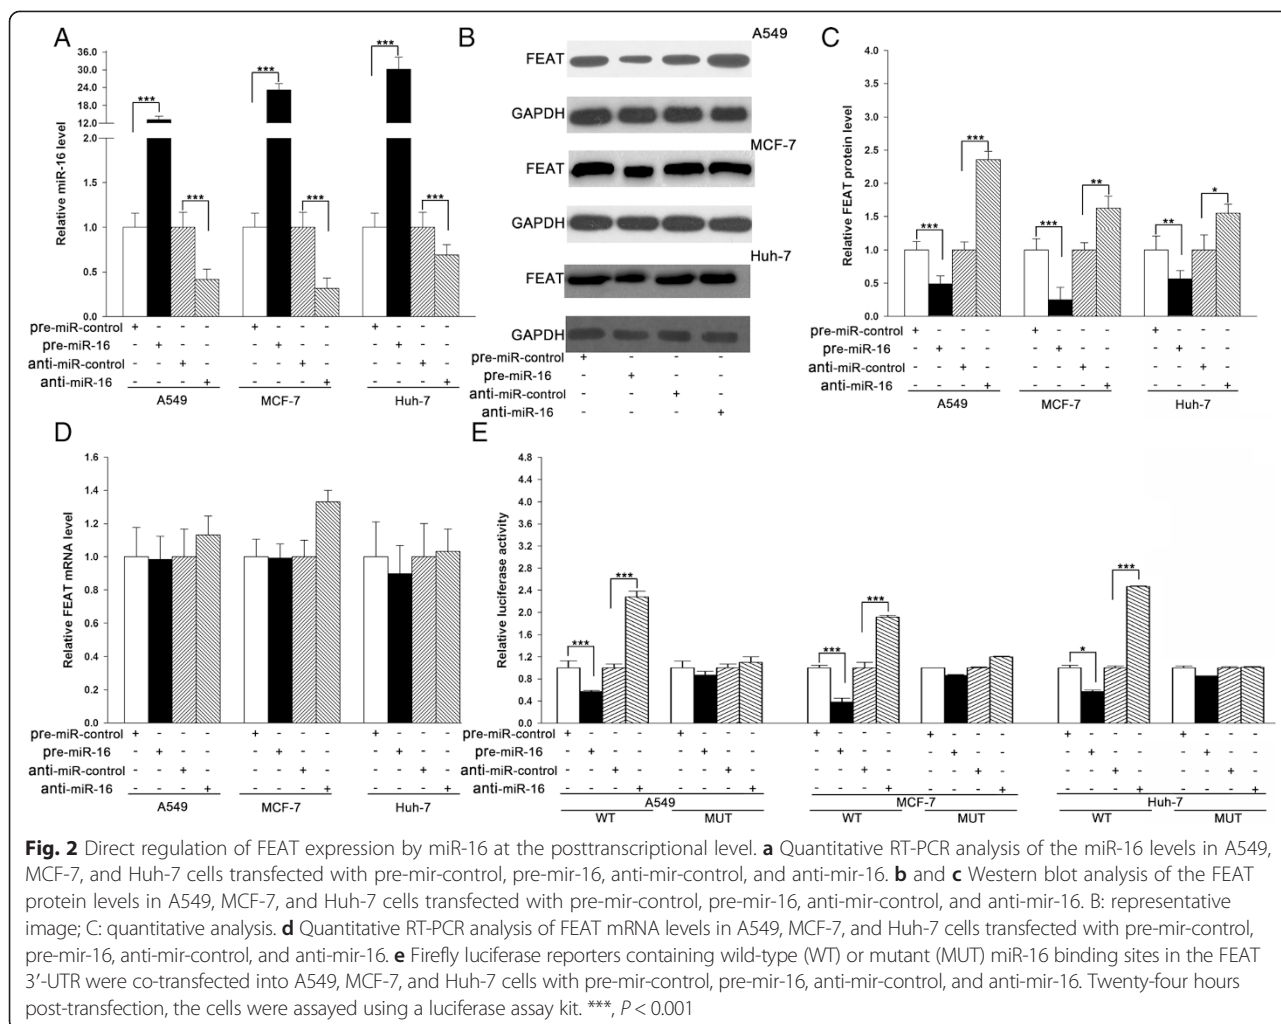 A
Relative miR-16 level
36.0
30.0
24.0
18.0
12.0
2.0
1.5
1.0
0.5
0.0
*** *** *** *** *** ***
pre-miR-control + - - - + - - - + - - -
pre-miR-16 - + - - - + - - - + - -
anti-miR-control - - + - - - + - - - + -
anti-miR-16 - - - + - - - + - - - +
A549 MCF-7 Huh-7
B
A549
FEAT
GAPDH
MCF-7
FEAT
GAPDH
Huh-7
FEAT
GAPDH
pre-miR-control + - - -
pre-miR-16 - + - -
anti-miR-control - - + -
anti-miR-16 - - - +
C
Relative FEAT protein level
4.0
3.5
3.0
2.5
2.0
1.5
1.0
0.5
0.0
*** *** *** ** ** *
pre-miR-control + - - - + - - - + - - -
pre-miR-16 - + - - - + - - - + - -
anti-miR-control - - + - - - + - - - + -
anti-miR-16 - - - + - - - + - - - +
A549 MCF-7 Huh-7
D
Relative FEAT mRNA level
1.6
1.4
1.2
1.0
0.8
0.6
0.4
0.2
0.0
pre-miR-control + - - - + - - - + - - -
pre-miR-16 - + - - - + - - - + - -
anti-miR-control - - + - - - + - - - + -
anti-miR-16 - - - + - - - + - - - +
A549 MCF-7 Huh-7
E
Relative luciferase activity
4.8
4.4
4.0
3.6
3.2
2.8
2.4
2.0
1.6
1.2
0.8
0.4
0.0
*** *** *** *** * ***
pre-miR-control + - - - + - - - + - - - + - - - + - - - + - - -
pre-miR-16 - + - - - + - - - + - - - + - - - + - - - + - -
anti-miR-control - - + - - - + - - - + - - - + - - - + - - - + -
anti-miR-16 - - - + - - - + - - - + - - - + - - - + - - - +
A549 MCF-7 Huh-7
WT MUT WT MUT WT MUT
Fig. 2 Direct regulation of FEAT expression by miR-16 at the posttranscriptional level. a Quantitative RT-PCR analysis of the miR-16 levels in A549,
MCF-7, and Huh-7 cells transfected with pre-mir-control, pre-mir-16, anti-mir-control, and anti-mir-16. b and c Western blot analysis of the FEAT
protein levels in A549, MCF-7, and Huh-7 cells transfected with pre-mir-control, pre-mir-16, anti-mir-control, and anti-mir-16. B: representative
image; C: quantitative analysis. d Quantitative RT-PCR analysis of FEAT mRNA levels in A549, MCF-7, and Huh-7 cells transfected with pre-mir-control,
pre-mir-16, anti-mir-control, and anti-mir-16. e Firefly luciferase reporters containing wild-type (WT) or mutant (MUT) miR-16 binding sites in the FEAT
3′-UTR were co-transfected into A549, MCF-7, and Huh-7 cells with pre-mir-control, pre-mir-16, anti-mir-control, and anti-mir-16. Twenty-four hours
post-transfection, the cells were assayed using a luciferase assay kit. ***, P < 0.001